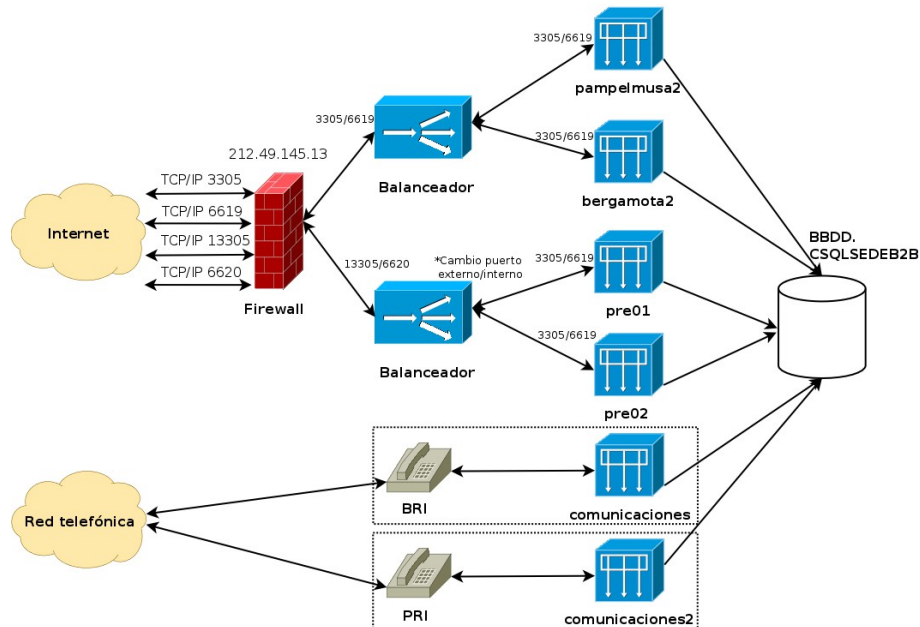 3305/6619
pampelmusa2
3305/6619
Balanceador
3305/6619
bergamota2
212.49.145.13
TCP/IP 3305
TCP/IP 6619
TCP/IP 13305
TCP/IP 6620
Internet
Firewall
13305/6620
*Cambio puerto
externo/interno
Balanceador
3305/6619
pre01
3305/6619
pre02
BBDD.
CSQLSEDEB2B
Red telefónica
BRI
comunicaciones
PRI
comunicaciones2